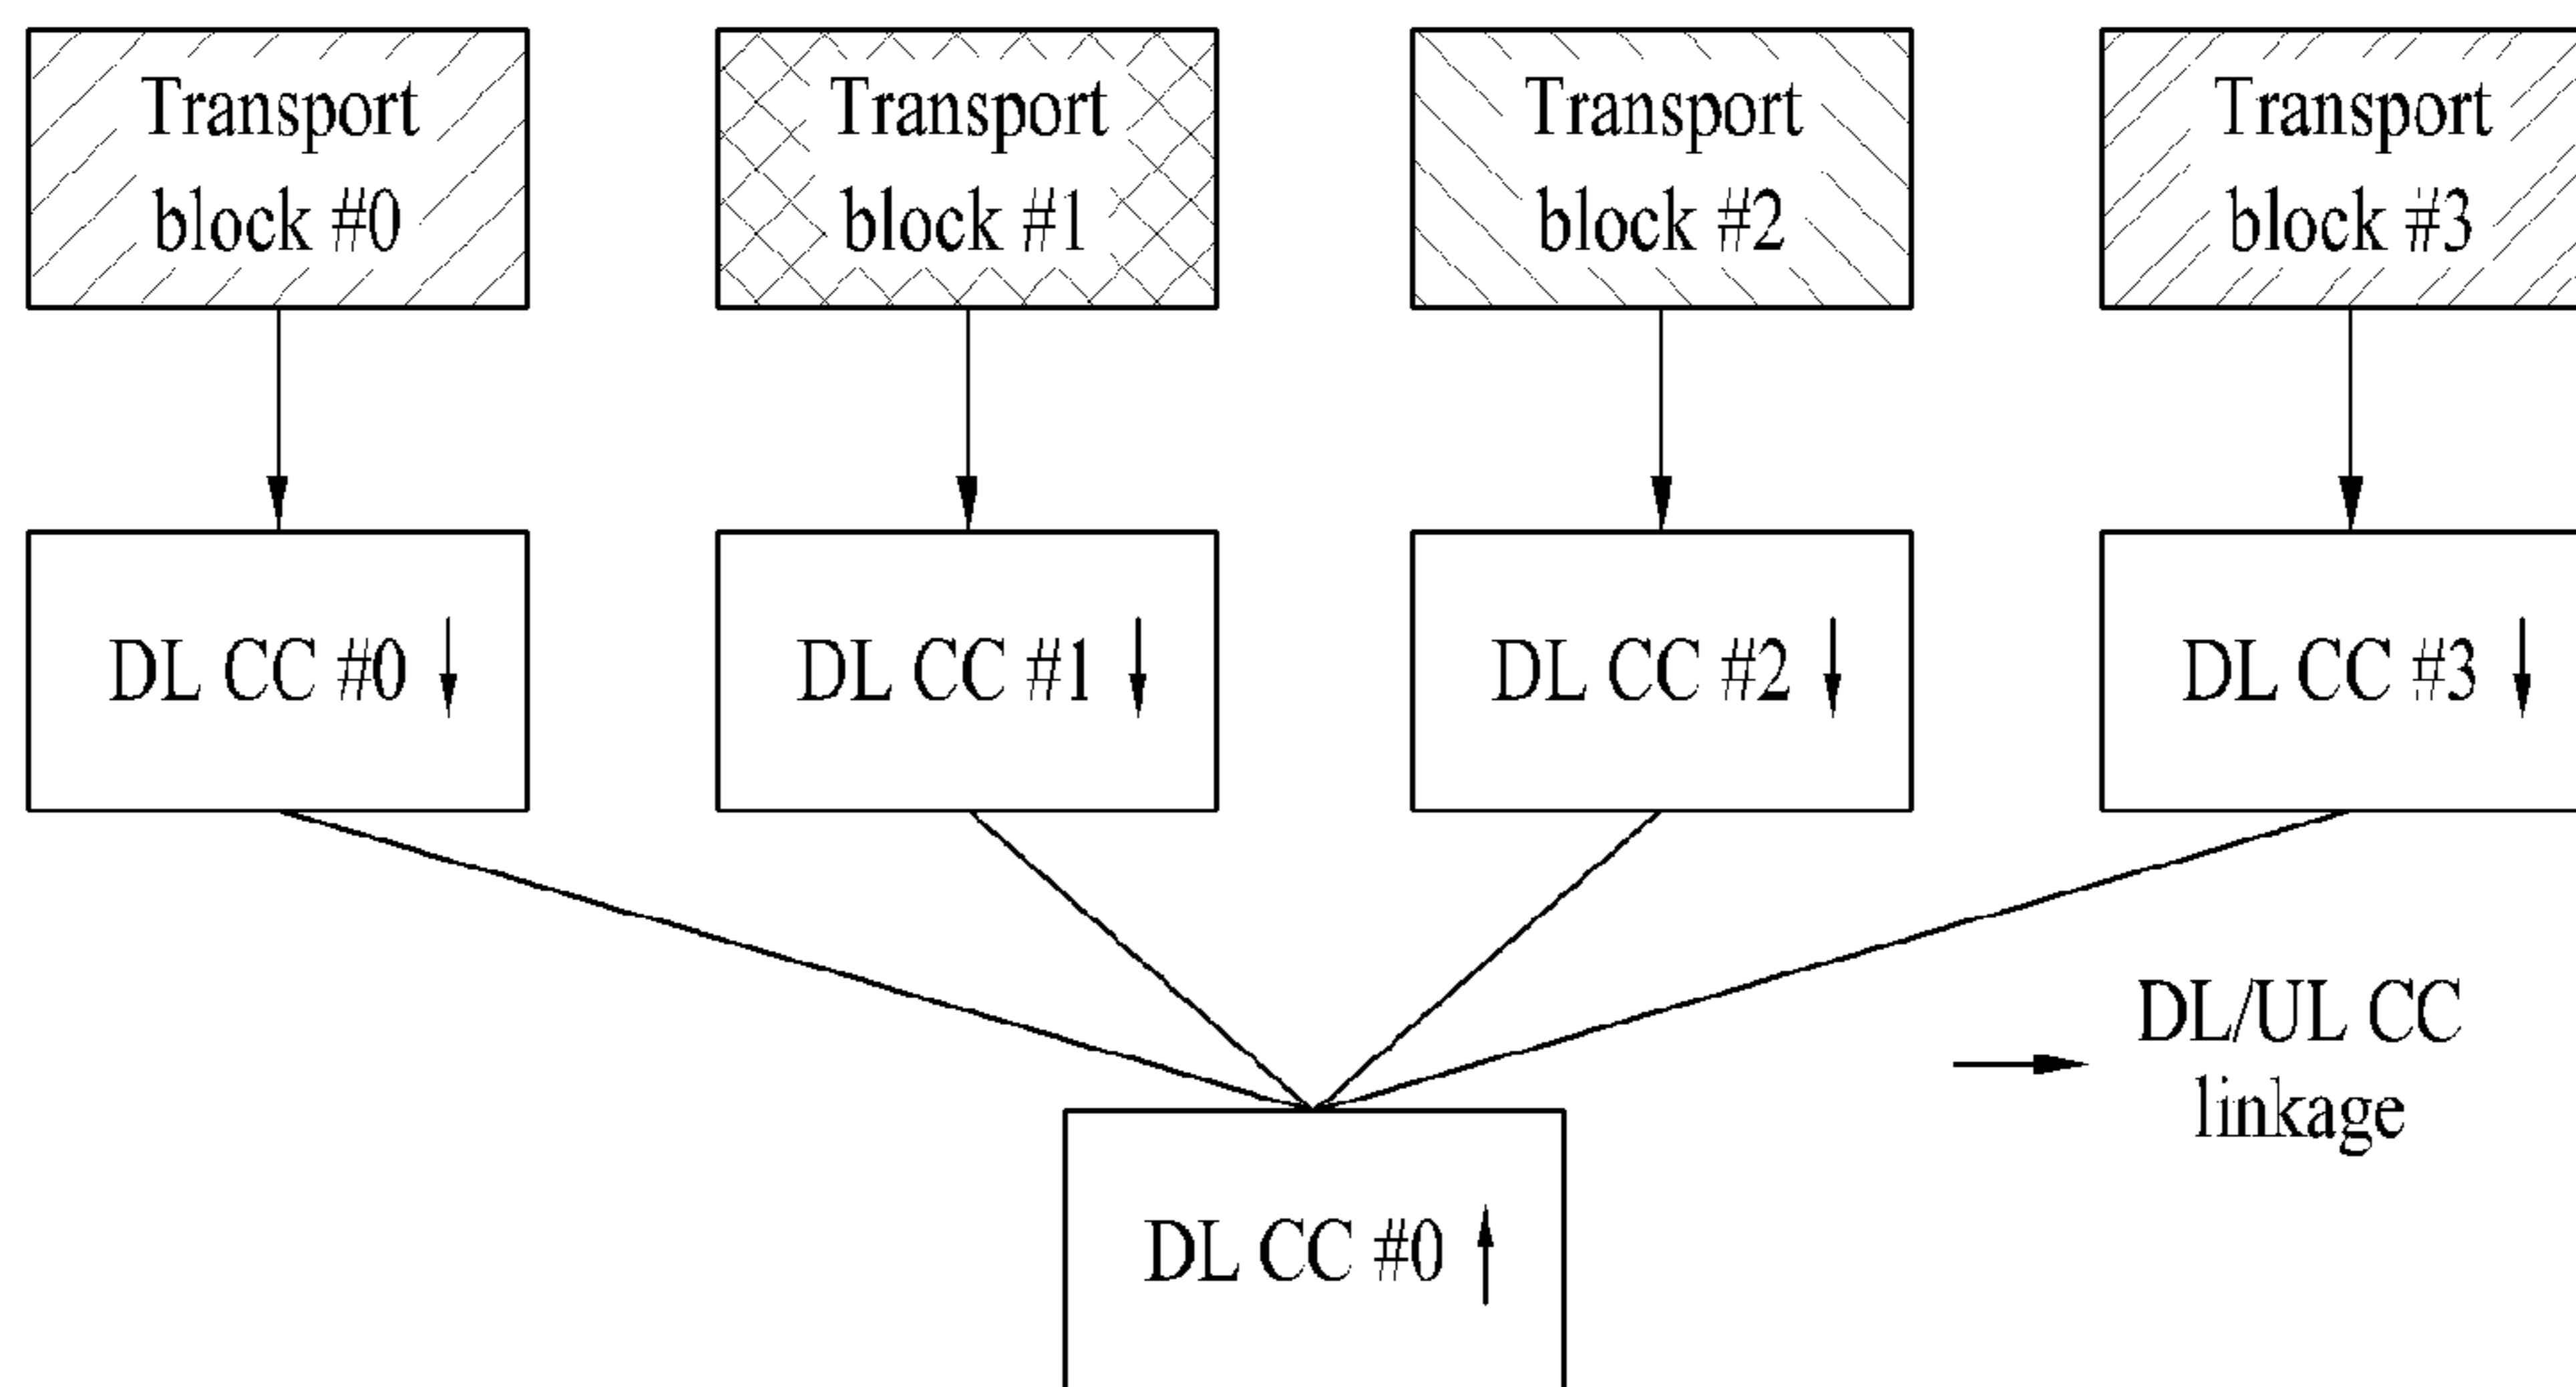 Transport
block #0
Transport
block #1
Transport
block #2
Transport
block #3
DL CC #0 ↓
DL CC #1 ↓
DL CC #2 ↓
DL CC #3 ↓
→ DL/UL CC
linkage
DL CC #0 ↑